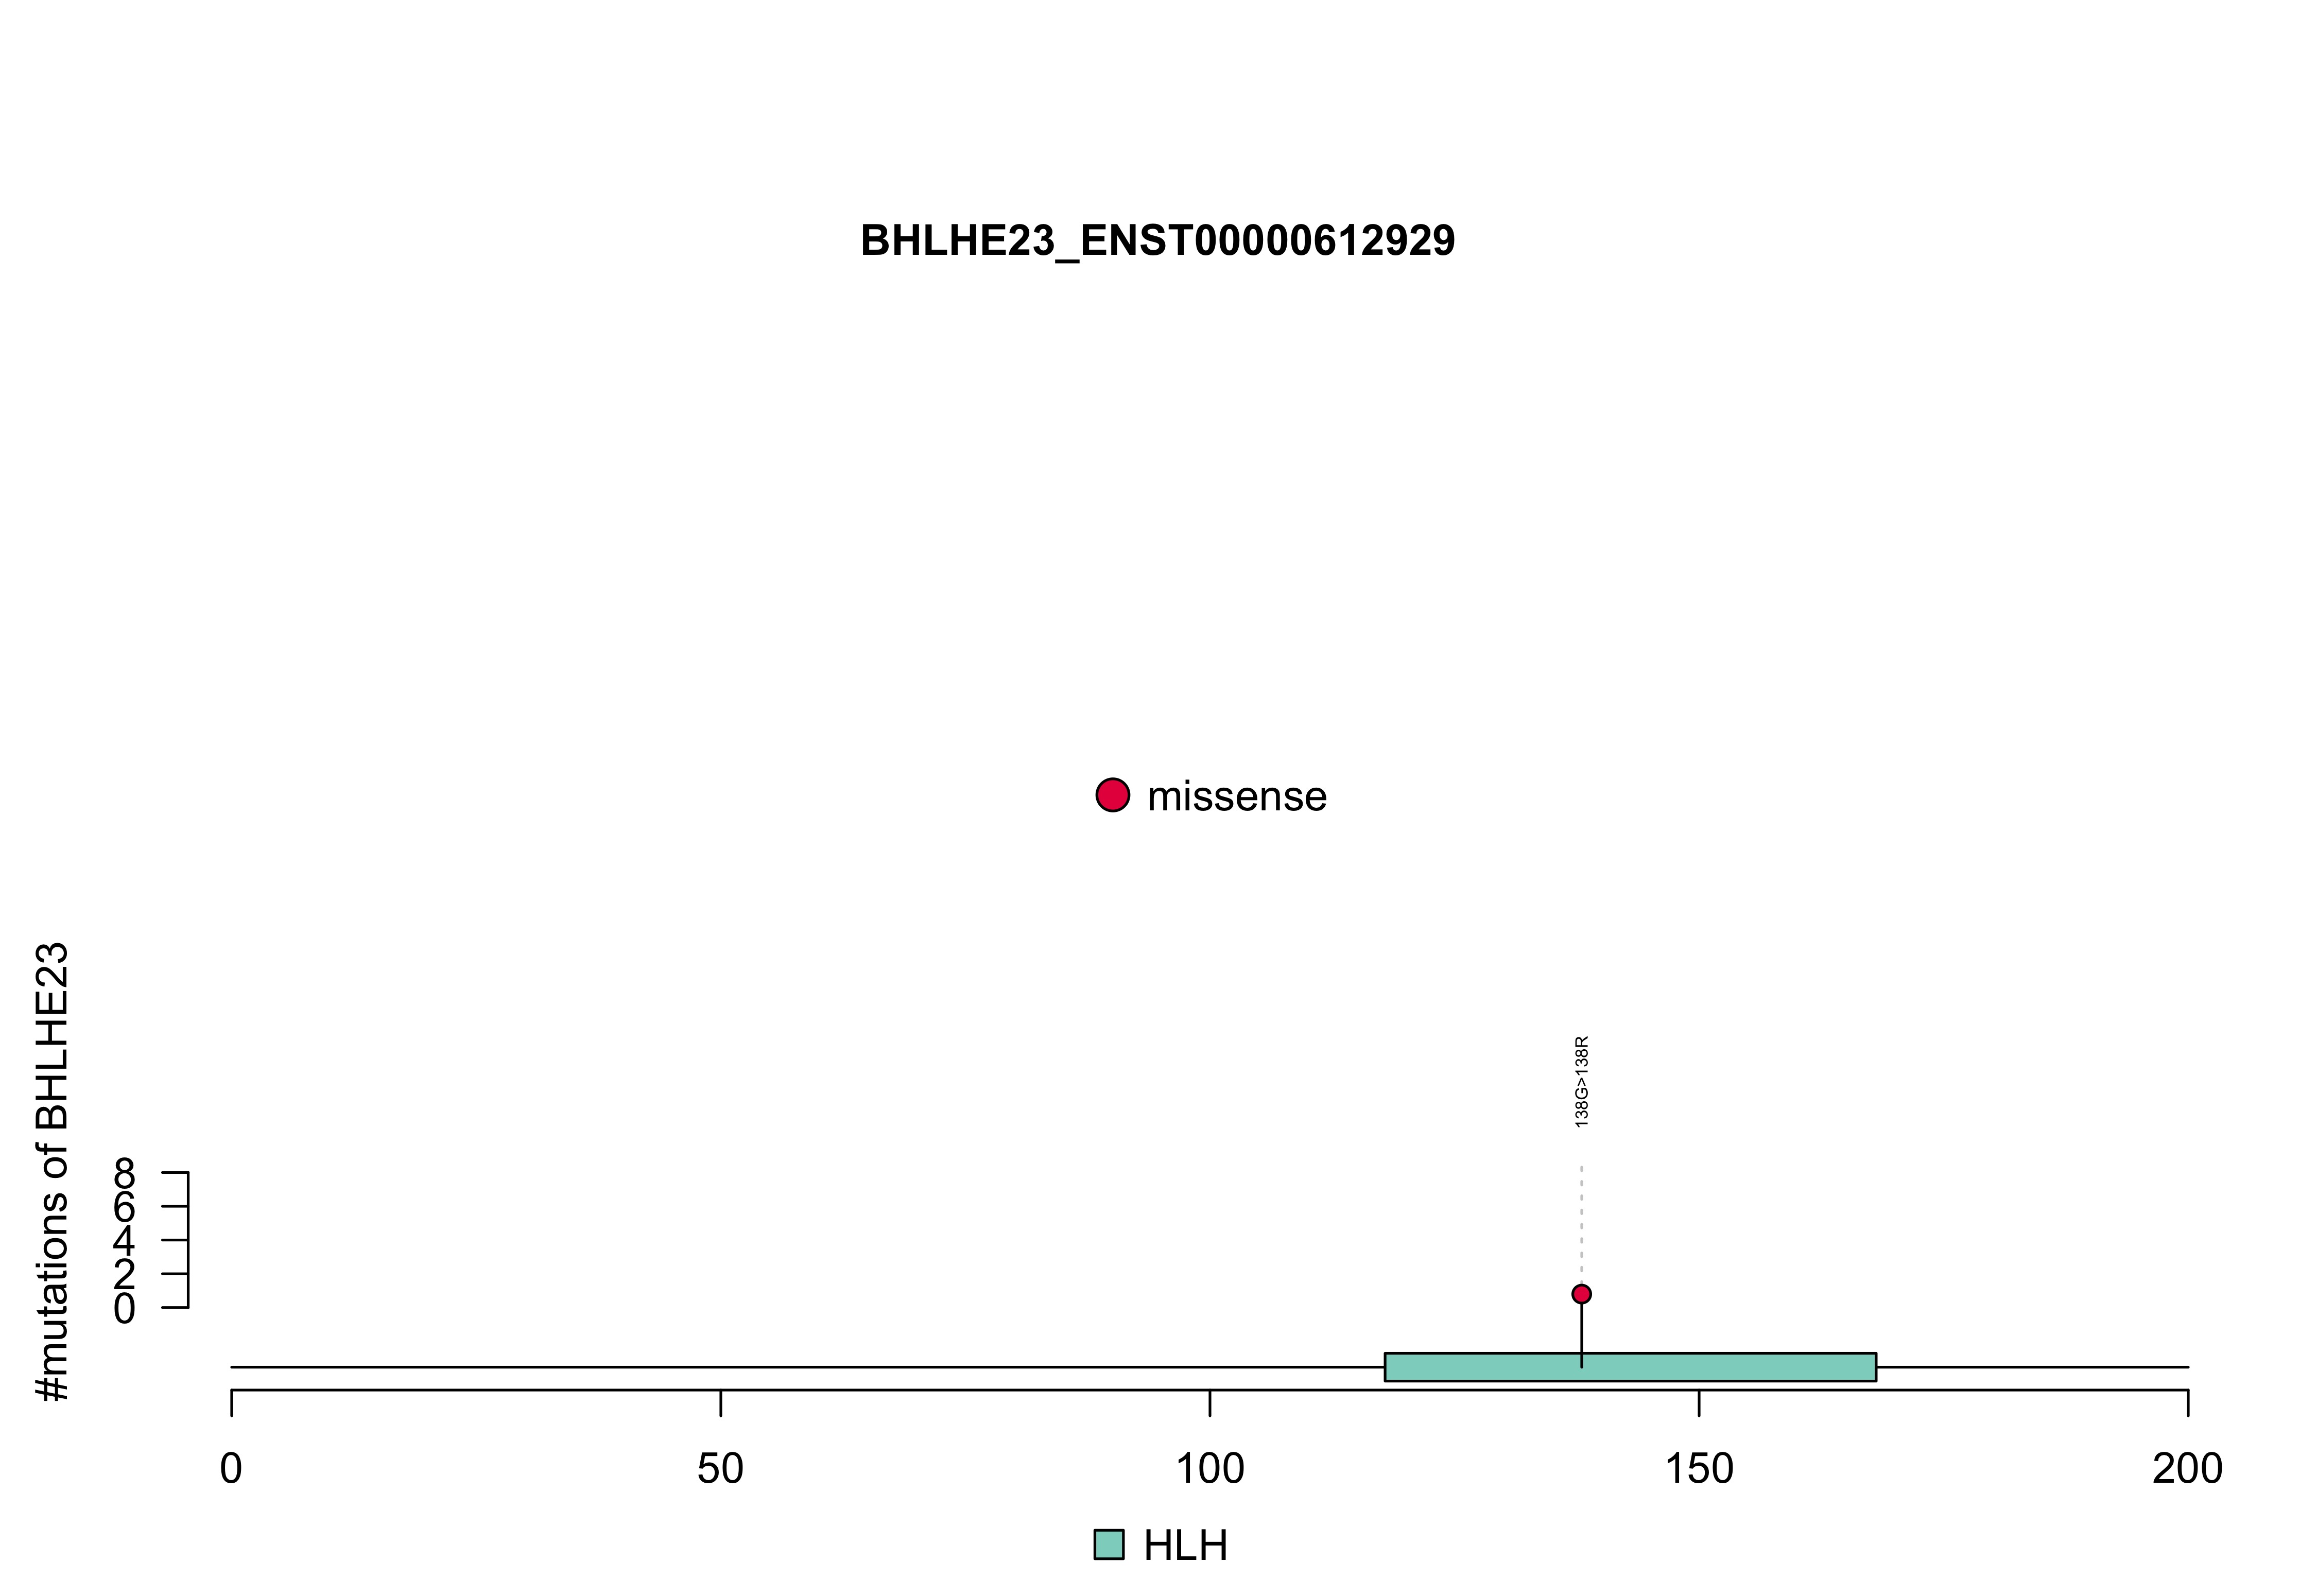 BHLHE23_ENST00000612929
missense
#mutations of BHLHE23
138G>138R
8
6
4
2
0
0 50 100 150 200
HLH